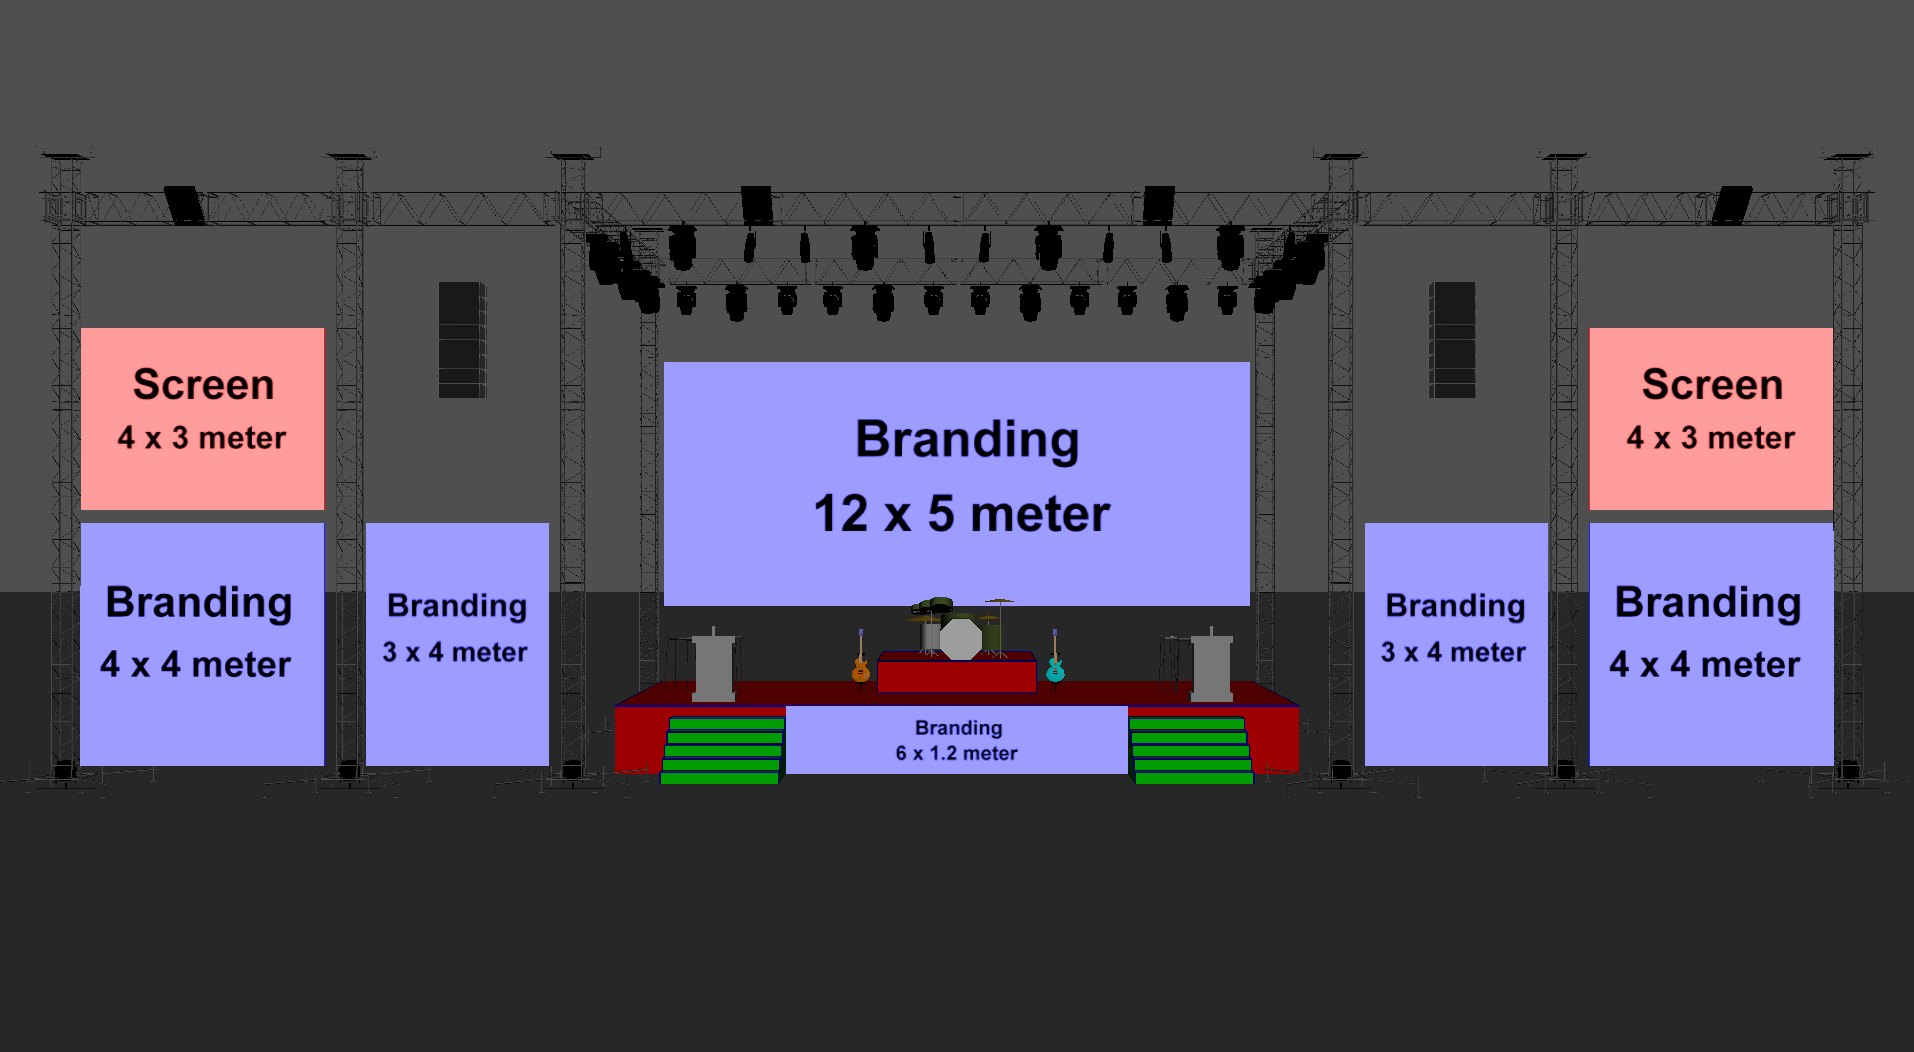 Screen
4 x 3 meter
Branding
4 x 4 meter
Branding
3 x 4 meter
Branding
12 x 5 meter
Branding
6 x 1.2 meter
Branding
3 x 4 meter
Screen
4 x 3 meter
Branding
4 x 4 meter